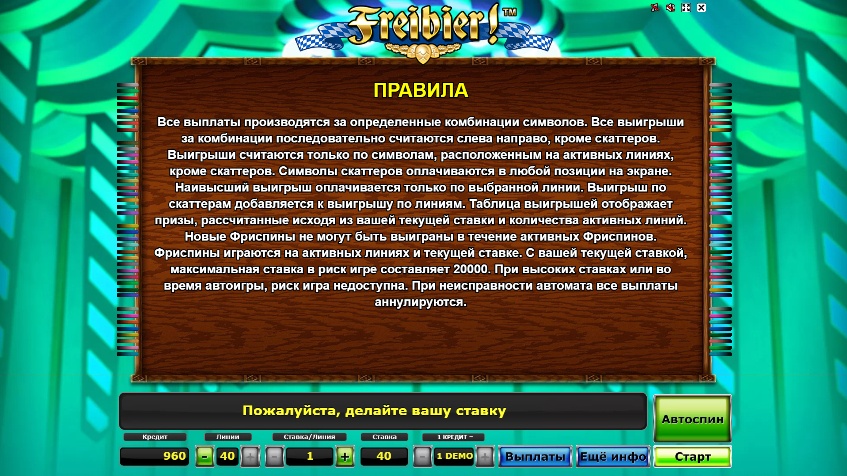 Freibier!™
ПРАВИЛА
Все выплаты производятся за определенные комбинации символов. Все выигрыши
за комбинации последовательно считаются слева направо, кроме скаттеров.
Выигрыши считаются только по символам, расположенным на активных линиях,
кроме скаттеров. Символы скаттеров оплачиваются в любой позиции на экране.
Наивысший выигрыш оплачивается только по выбранной линии. Выигрыш по
скаттерам добавляется к выигрышу по линиям. Таблица выигрышей отображает
призы, рассчитанные исходя из вашей текущей ставки и количества активных линий.
Новые Фриспины не могут быть выиграны в течение активных Фриспинов.
Фриспины играются на активных линиях и текущей ставке. С вашей текущей ставкой,
максимальная ставка в риск игре составляет 20000. При высоких ставках или во
время автоигры, риск игра недоступна. При неисправности автомата все выплаты
аннулируются.
Пожалуйста, делайте вашу ставку
Автоспин
Кредит Линии Ставка/Линия Ставка 1 КРЕДИТ =
960 - 40 + - 1 + 40 - 1 DEMO + Выплаты Ещё инфо Старт